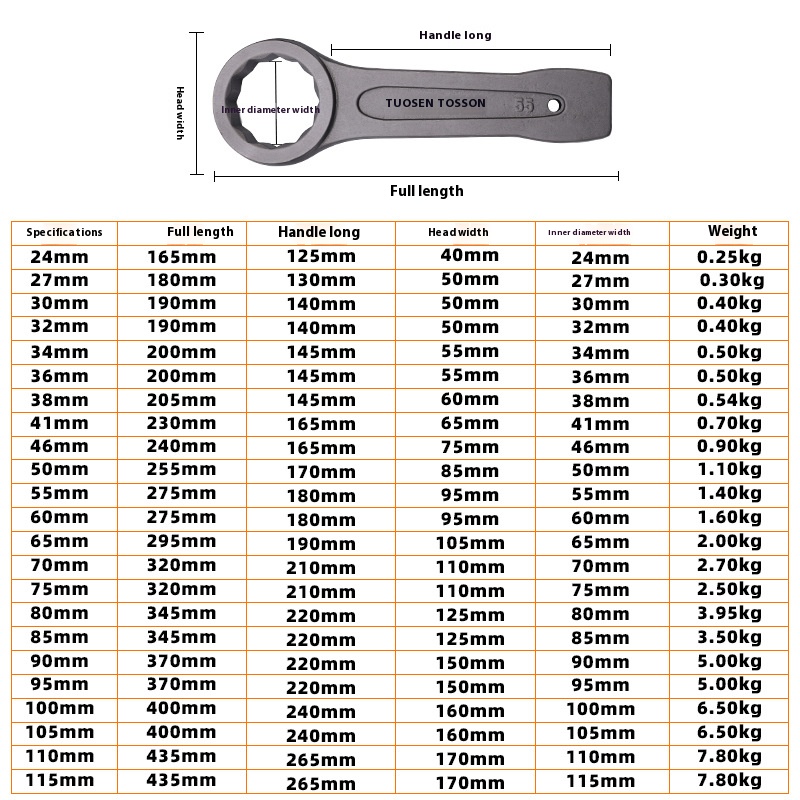 Handle long
Head width
Inner diameter width
TUOSEN TOSSON 55
Full length
Specifications Full length Handle long Head width Inner diameter width Weight
24mm 165mm 125mm 40mm 24mm 0.25kg
27mm 180mm 130mm 50mm 27mm 0.30kg
30mm 190mm 140mm 50mm 30mm 0.40kg
32mm 190mm 140mm 50mm 32mm 0.40kg
34mm 200mm 145mm 55mm 34mm 0.50kg
36mm 200mm 145mm 55mm 36mm 0.50kg
38mm 205mm 145mm 60mm 38mm 0.54kg
41mm 230mm 165mm 65mm 41mm 0.70kg
46mm 240mm 165mm 75mm 46mm 0.90kg
50mm 255mm 170mm 85mm 50mm 1.10kg
55mm 275mm 180mm 95mm 55mm 1.40kg
60mm 275mm 180mm 95mm 60mm 1.60kg
65mm 295mm 190mm 105mm 65mm 2.00kg
70mm 320mm 210mm 110mm 70mm 2.70kg
75mm 320mm 210mm 110mm 75mm 2.50kg
80mm 345mm 220mm 125mm 80mm 3.95kg
85mm 345mm 220mm 125mm 85mm 3.50kg
90mm 370mm 220mm 150mm 90mm 5.00kg
95mm 370mm 220mm 150mm 95mm 5.00kg
100mm 400mm 240mm 160mm 100mm 6.50kg
105mm 400mm 240mm 160mm 105mm 6.50kg
110mm 435mm 265mm 170mm 110mm 7.80kg
115mm 435mm 265mm 170mm 115mm 7.80kg